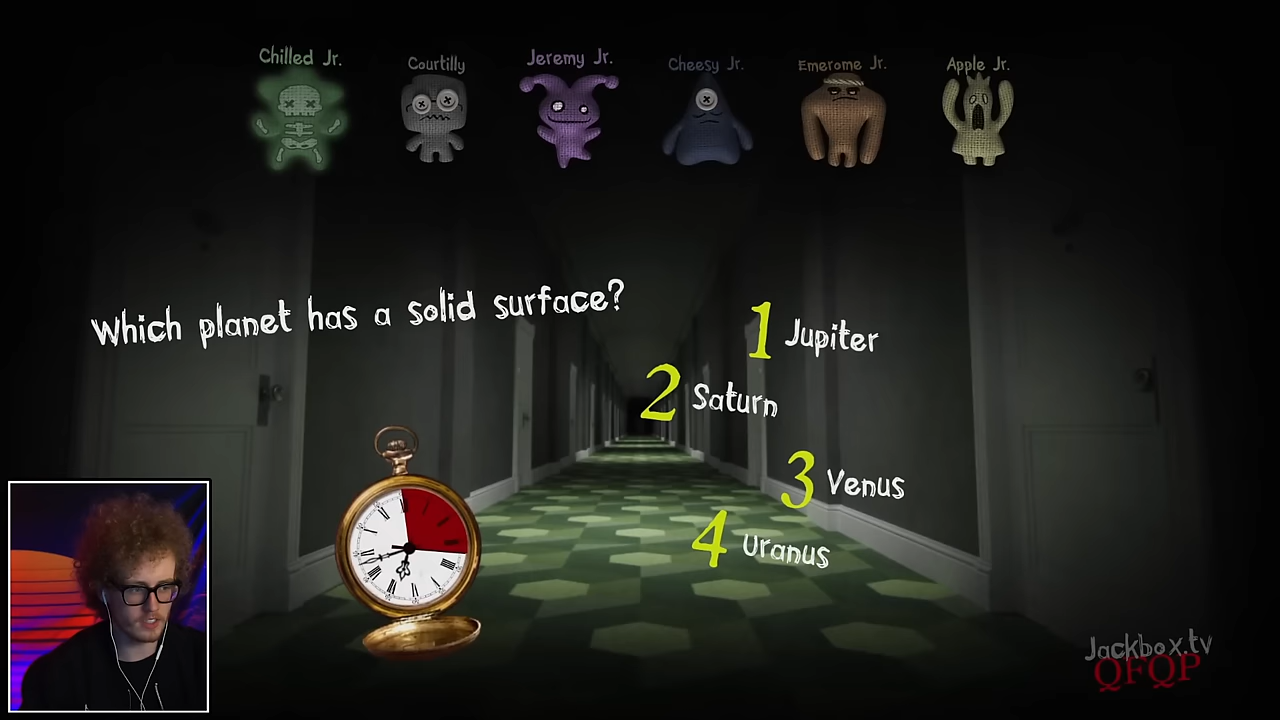 Chilled Jr.
Courtilly
Jeremy Jr.
Cheesy Jr.
Emerome Jr.
Apple Jr.
Which planet has a solid surface?
1 Jupiter
2 Saturn
3 Venus
4 Uranus
Jackbox.tv
QFQP